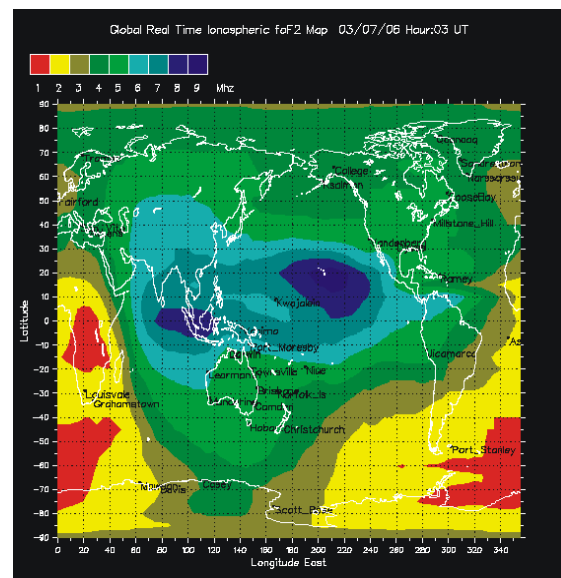 Global Real Time Ionospheric foF2 Map 03/07/06 Hour:03 UT
1 2 3 4 5 6 7 8 9 Mhz
90
80
70
60
50
40
30
20
10
0
-10
-20
-30
-40
-50
-60
-70
-80
-90
Latitude
College
Goosebay
Millstone_Hill
Kwajalein
Port_Moresby
Darwin
Learmon
Townsville
Niue
Brisbane
Norfolk_Is
Camden
Hobar
Christchurch
Louisvale
Grahamstown
Jicamarca
Port_Stanley
Mawson
Davis
Casey
Scott_Base
0 20 40 60 80 100 120 140 160 180 200 220 240 260 280 300 320 340
Longitude East